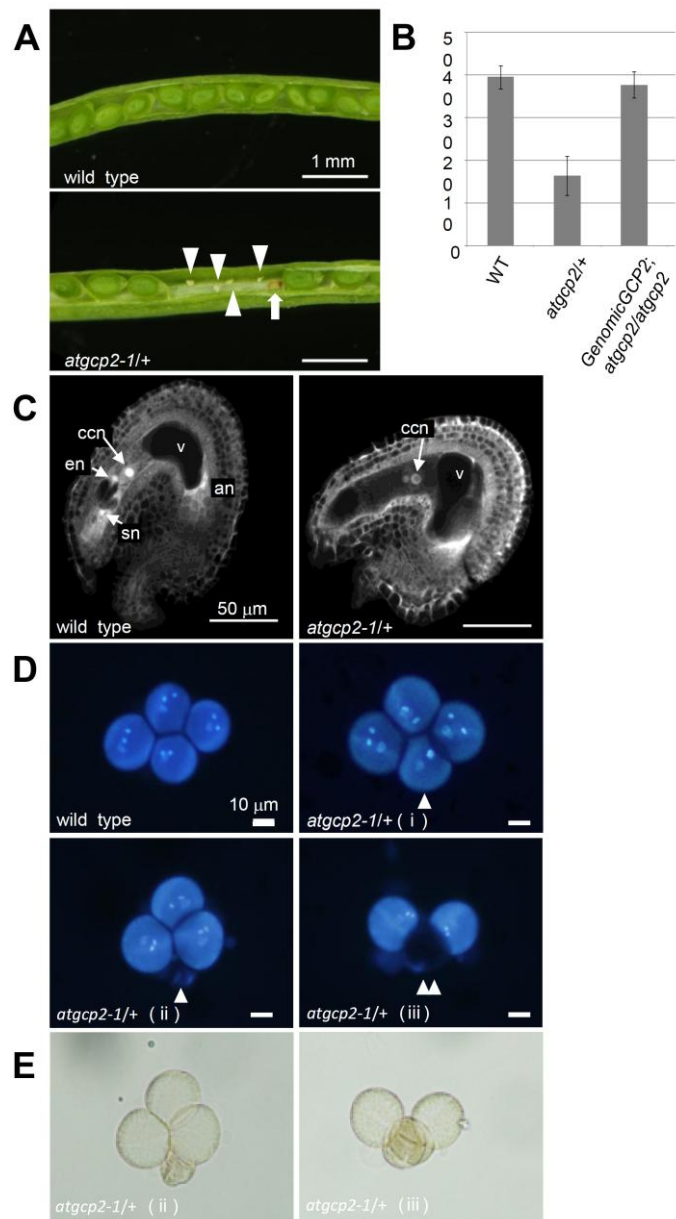 A
wild type
1 mm
atgcp2-1/+
B
5
0
4
0
3
0
2
0
1
0
0
WT
atgcp2/+
GenomicGCP2;
atgcp2/atgcp2
C
ccn
en
sn
v
an
wild type
50 μm
ccn
v
atgcp2-1/+
D
wild type
10 μm
atgcp2-1/+ ( i )
atgcp2-1/+ ( ii )
atgcp2-1/+ (iii)
E
atgcp2-1/+ ( ii )
atgcp2-1/+ (iii)